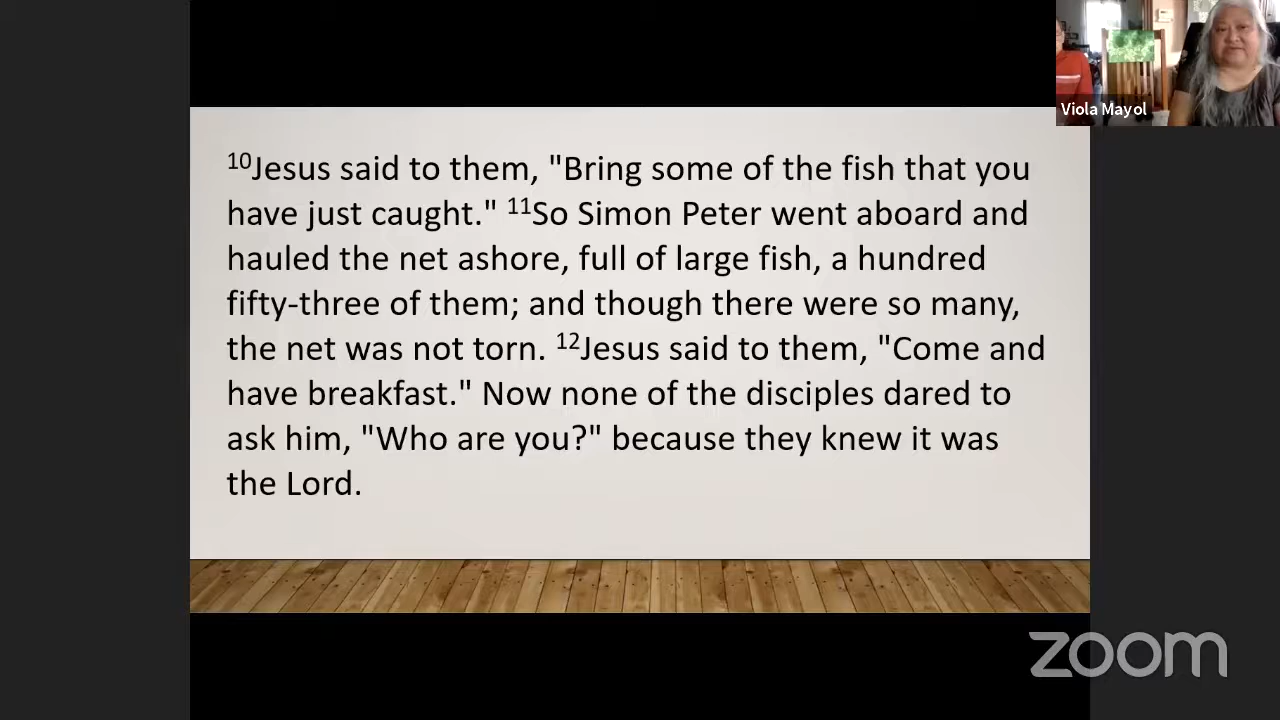 Viola Mayol
10Jesus said to them, "Bring some of the fish that you
have just caught." 11So Simon Peter went aboard and
hauled the net ashore, full of large fish, a hundred
fifty-three of them; and though there were so many,
the net was not torn. 12Jesus said to them, "Come and
have breakfast." Now none of the disciples dared to
ask him, "Who are you?" because they knew it was
the Lord.
zoom